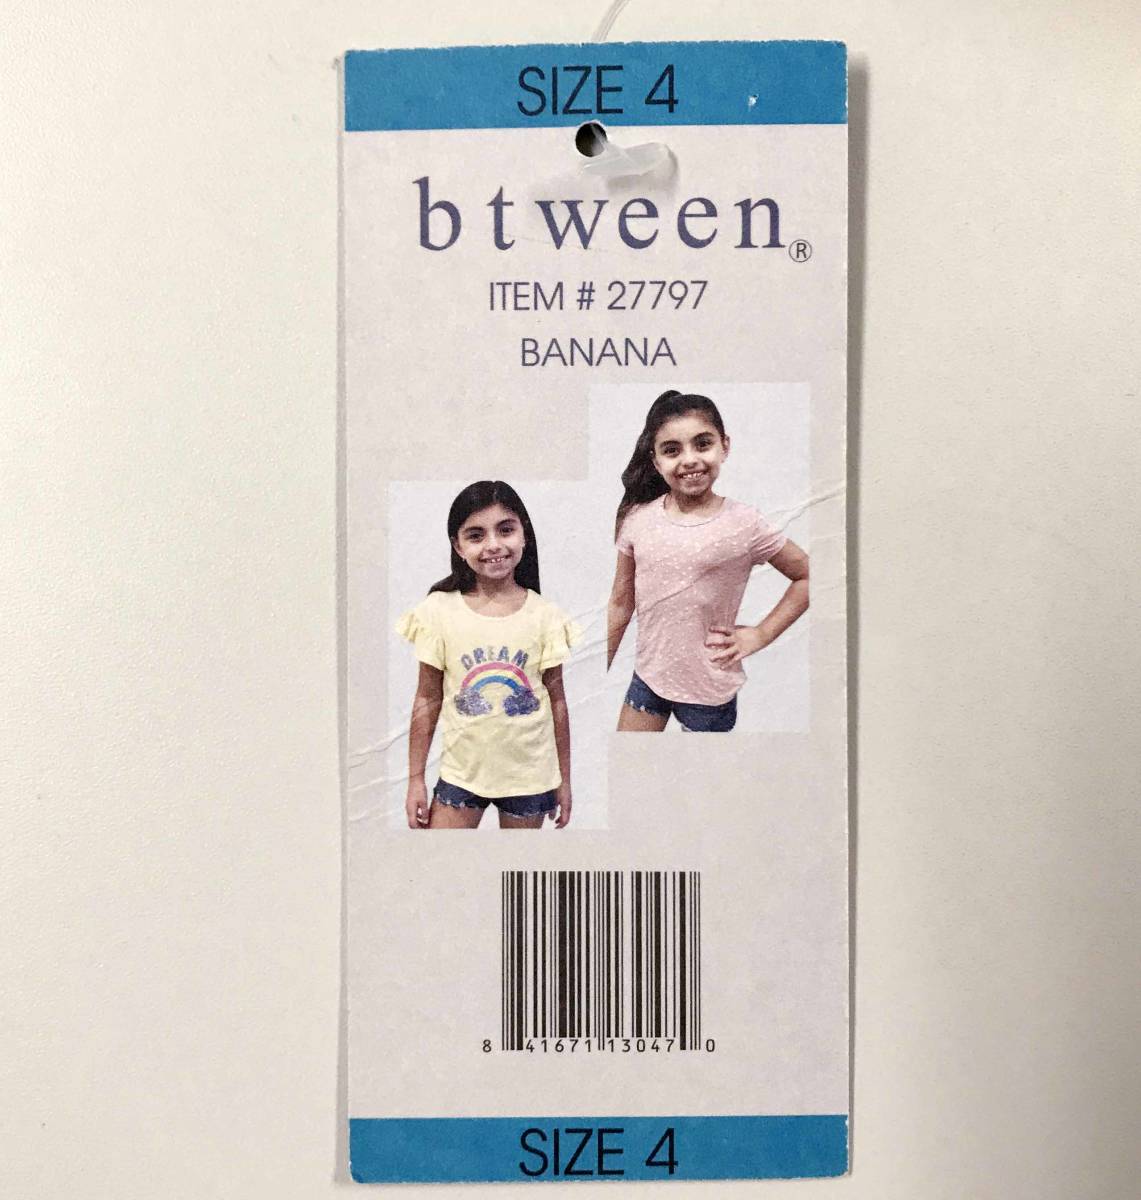 SIZE 4
btween®
ITEM # 27797
BANANA
DREAM
8 41671 13047 0
SIZE 4